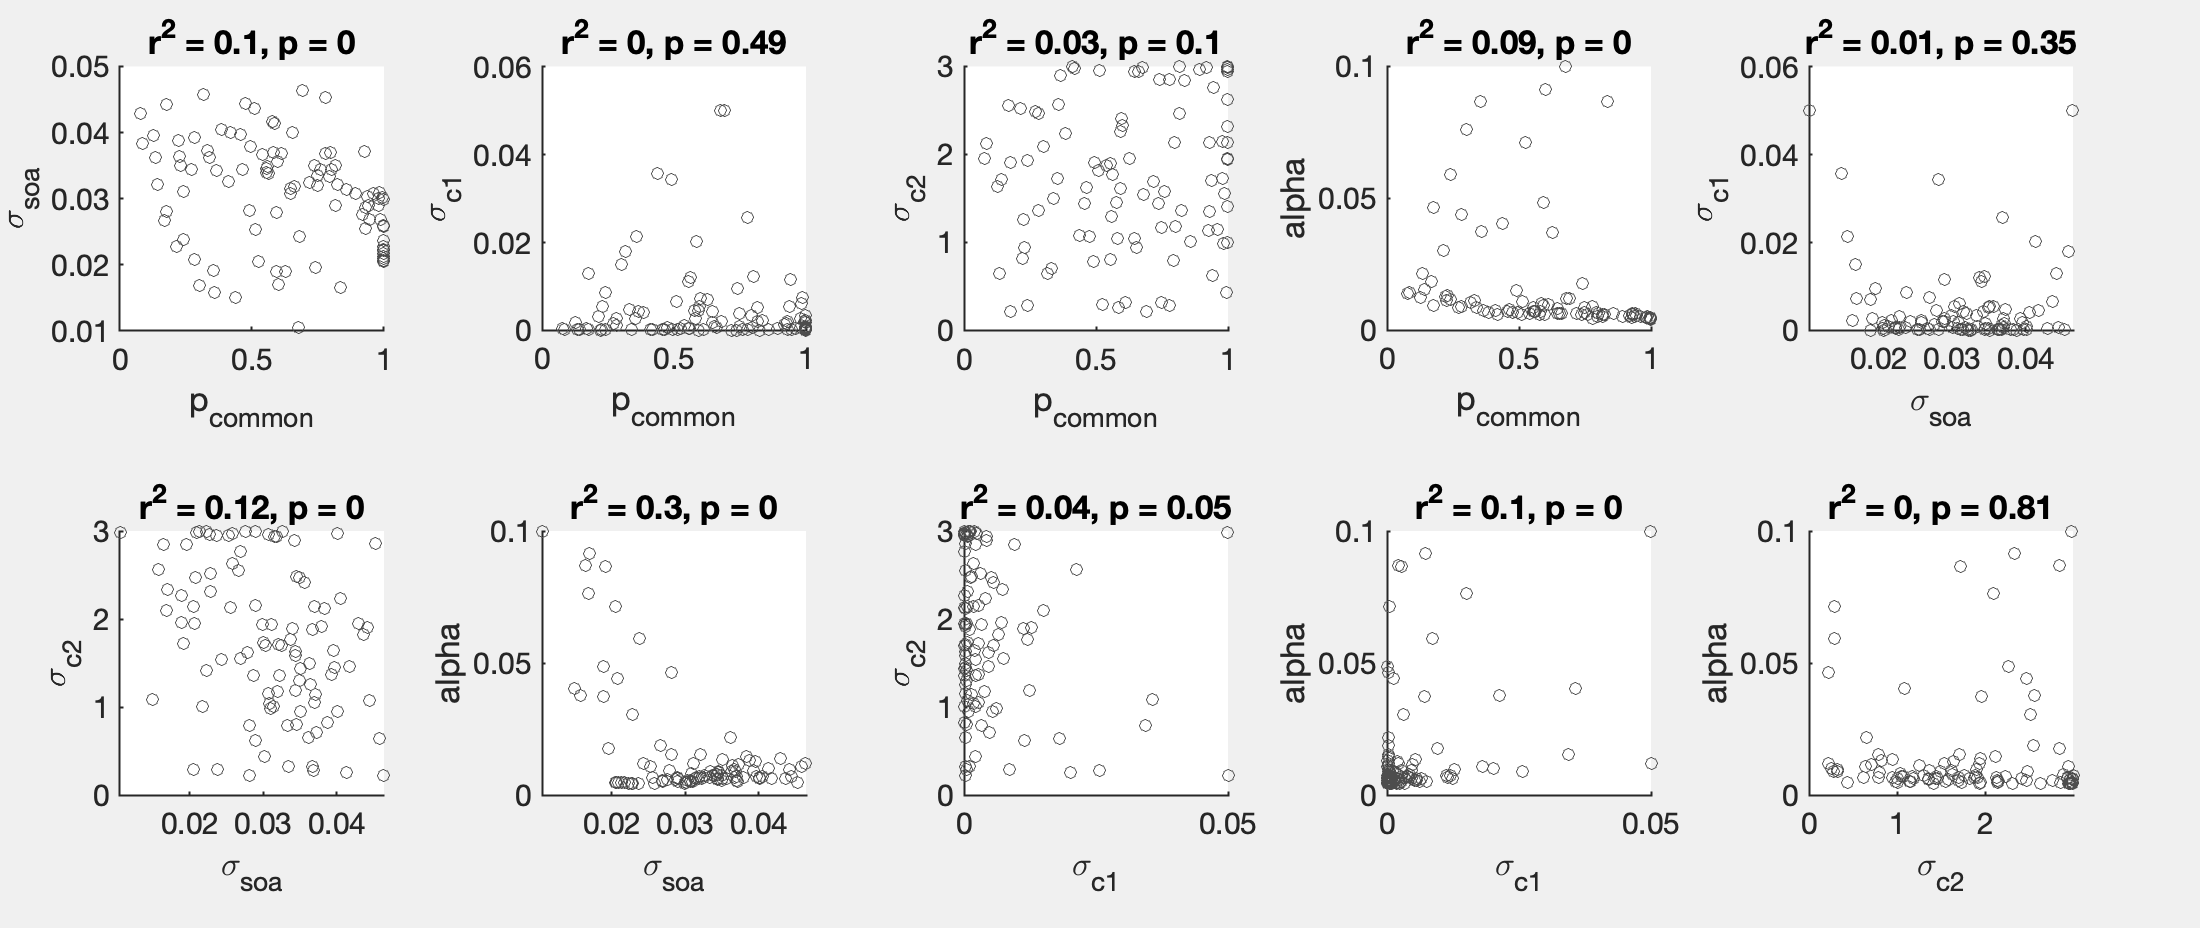 r² = 0.1, p = 0
0.05
0.04
0.03
0.02
0.01
σsoa
0 0.5 1
pcommon
r² = 0, p = 0.49
0.06
0.04
0.02
0
σc1
0 0.5 1
pcommon
r² = 0.03, p = 0.1
3
2
1
0
σc2
0 0.5 1
pcommon
r² = 0.09, p = 0
0.1
0.05
0
alpha
0 0.5 1
pcommon
r² = 0.01, p = 0.35
0.06
0.04
0.02
0
σc1
0.02 0.03 0.04
σsoa
r² = 0.12, p = 0
3
2
1
0
σc2
0.02 0.03 0.04
σsoa
r² = 0.3, p = 0
0.1
0.05
0
alpha
0.02 0.03 0.04
σsoa
r² = 0.04, p = 0.05
3
2
1
0
σc2
0 0.05
σc1
r² = 0.1, p = 0
0.1
0.05
0
alpha
0 0.05
σc1
r² = 0, p = 0.81
0.1
0.05
0
alpha
0 1 2
σc2